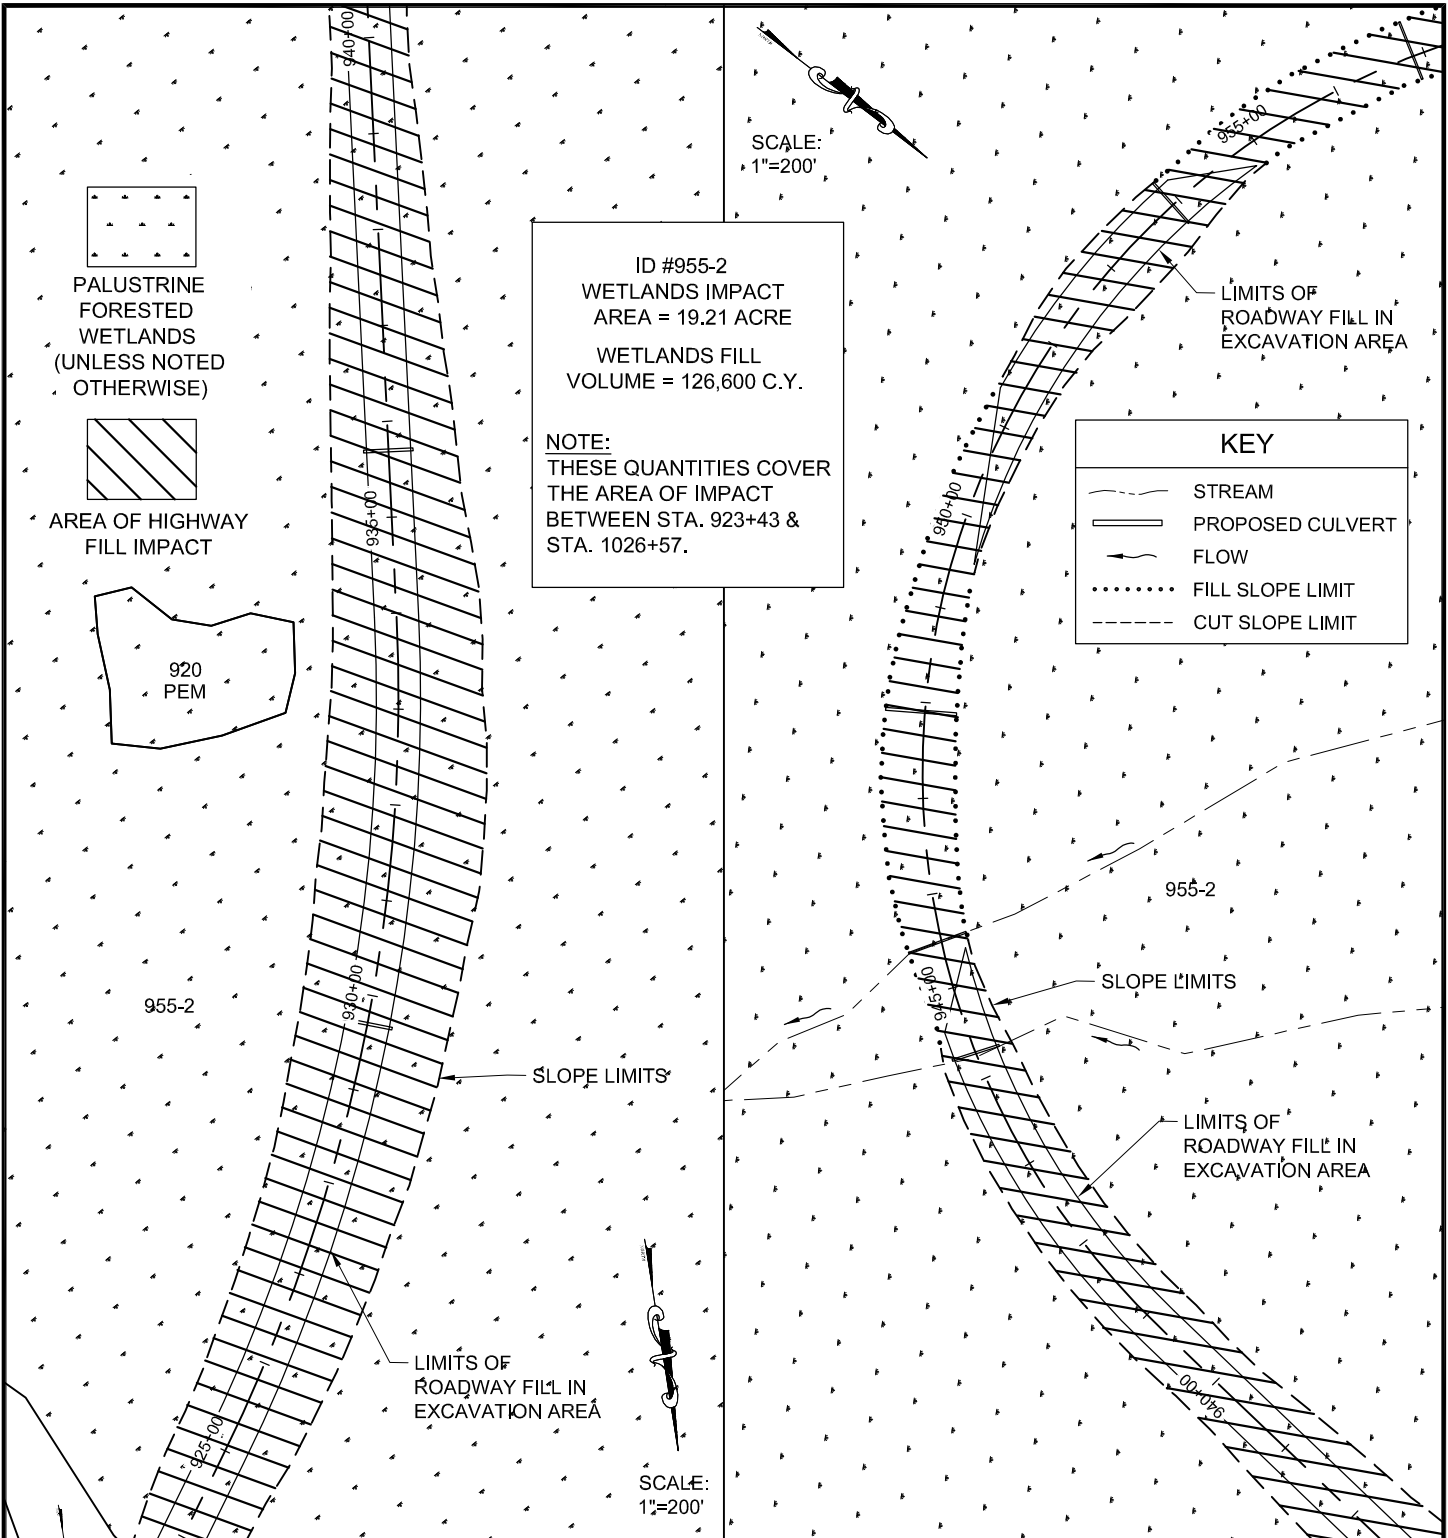 940+00
SCALE:
1"=200'
955+00
PALUSTRINE
FORESTED
WETLANDS
(UNLESS NOTED
OTHERWISE)
AREA OF HIGHWAY
FILL IMPACT
ID #955-2
WETLANDS IMPACT
AREA = 19.21 ACRE
WETLANDS FILL
VOLUME = 126,600 C.Y.
NOTE:
THESE QUANTITIES COVER
THE AREA OF IMPACT
BETWEEN STA. 923+43 &
STA. 1026+57.
LIMITS OF
ROADWAY FILL IN
EXCAVATION AREA
KEY
STREAM
PROPOSED CULVERT
FLOW
FILL SLOPE LIMIT
CUT SLOPE LIMIT
935+00
950+00
920
PEM
955-2
930+00
955-2
945+00
SLOPE LIMITS
SLOPE LIMITS
LIMITS OF
ROADWAY FILL IN
EXCAVATION AREA
LIMITS OF
ROADWAY FILL IN
EXCAVATION AREA
940+00
925+00
SCALE:
1"=200'